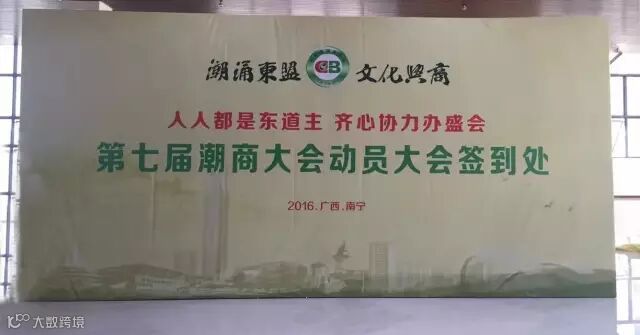 潮涌東盟 GB 文化興商
人人都是东道主 齐心协力办盛会
第七届潮商大会动员大会签到处
2016.广西.南宁
大数跨境